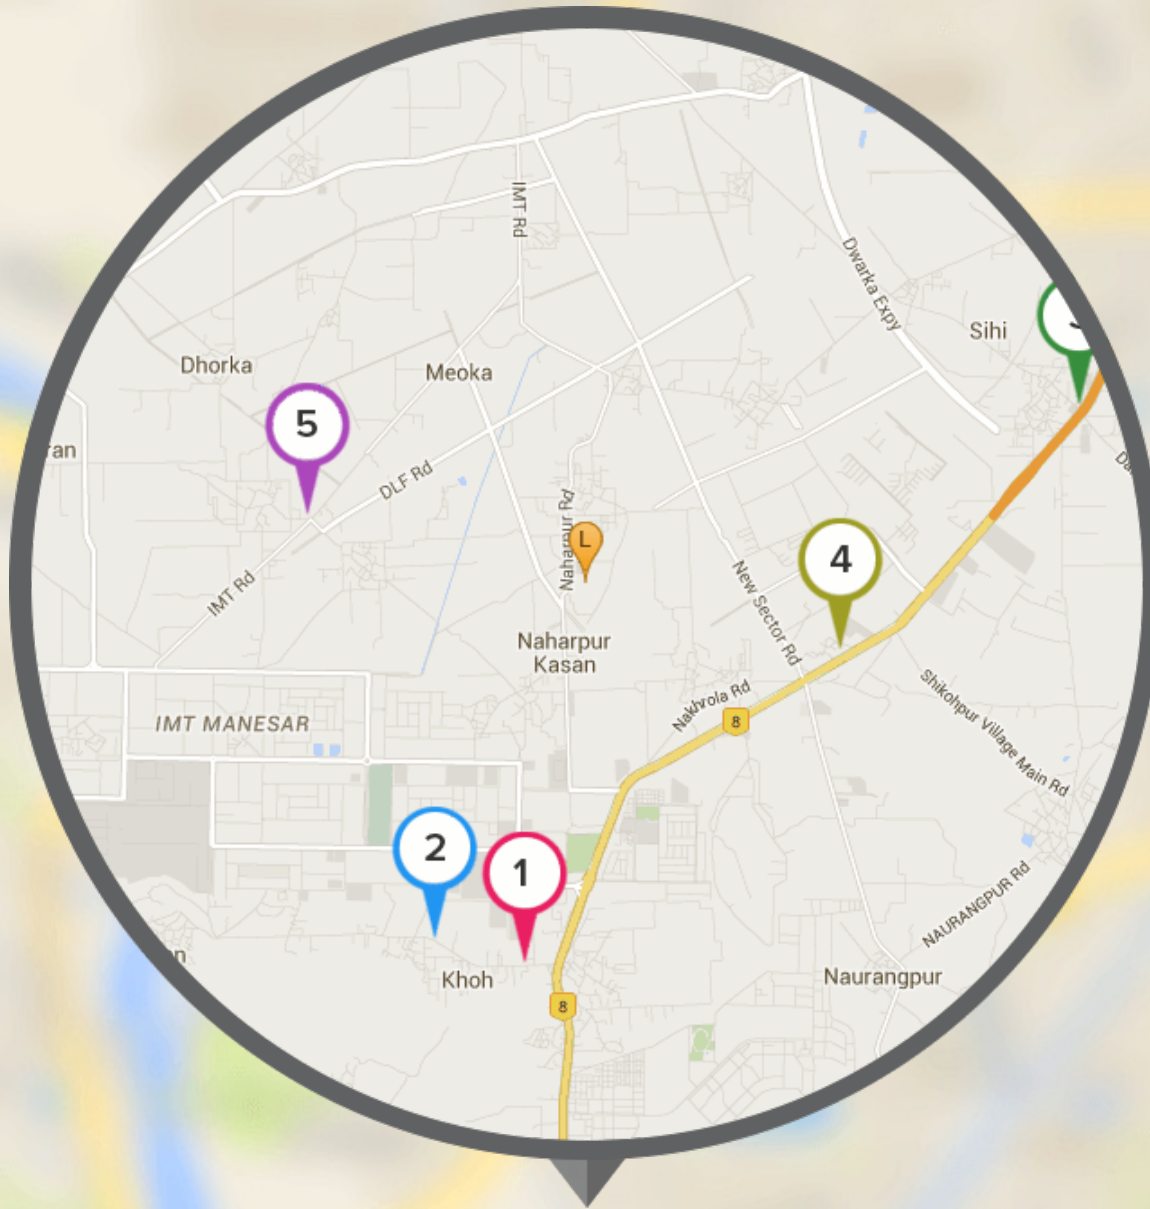 IMT Rd
Dwarka Expy
Sihi
Dhorka
Meoka
5
ran
DLF Rd
Naharpur Rd
L
4
IMT Rd
New Sector Rd
Naharpur
Kasan
Nakhrola Rd
8
Shikohpur Village Main Rd
IMT MANESAR
2
1
NAURANGPUR Rd
n
Khoh
Naurangpur
8